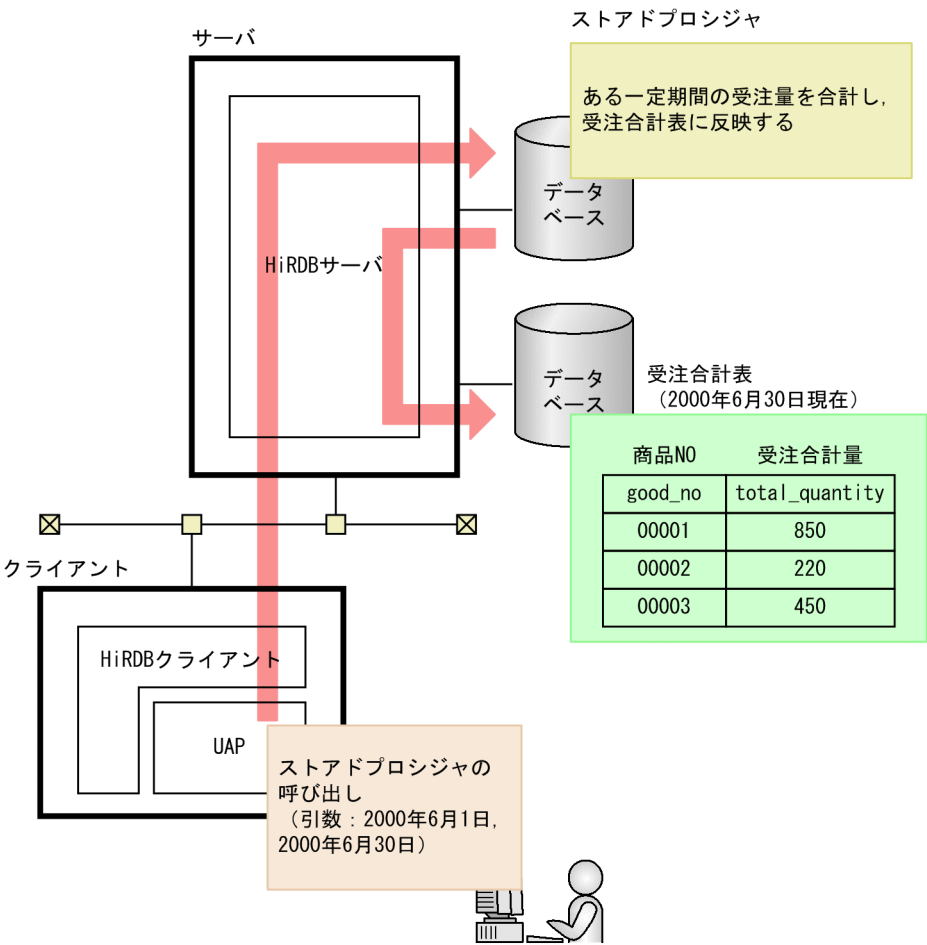 ストアドプロシジャ
サーバ
ある一定期間の受注量を合計し,
受注合計表に反映する
データ
ベース
HiRDBサーバ
データ
ベース
受注合計表
（2000年6月30日現在）
商品NO 受注合計量
good_no total_quantity
00001 850
00002 220
00003 450
クライアント
HiRDBクライアント
UAP
ストアドプロシジャの
呼び出し
（引数：2000年6月1日,
2000年6月30日）